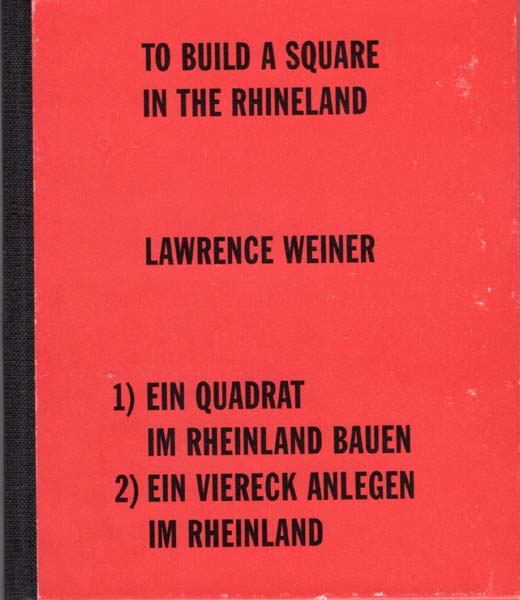 TO BUILD A SQUARE
IN THE RHINELAND
LAWRENCE WEINER
1) EIN QUADRAT
IM RHEINLAND BAUEN
2) EIN VIERECK ANLEGEN
IM RHEINLAND